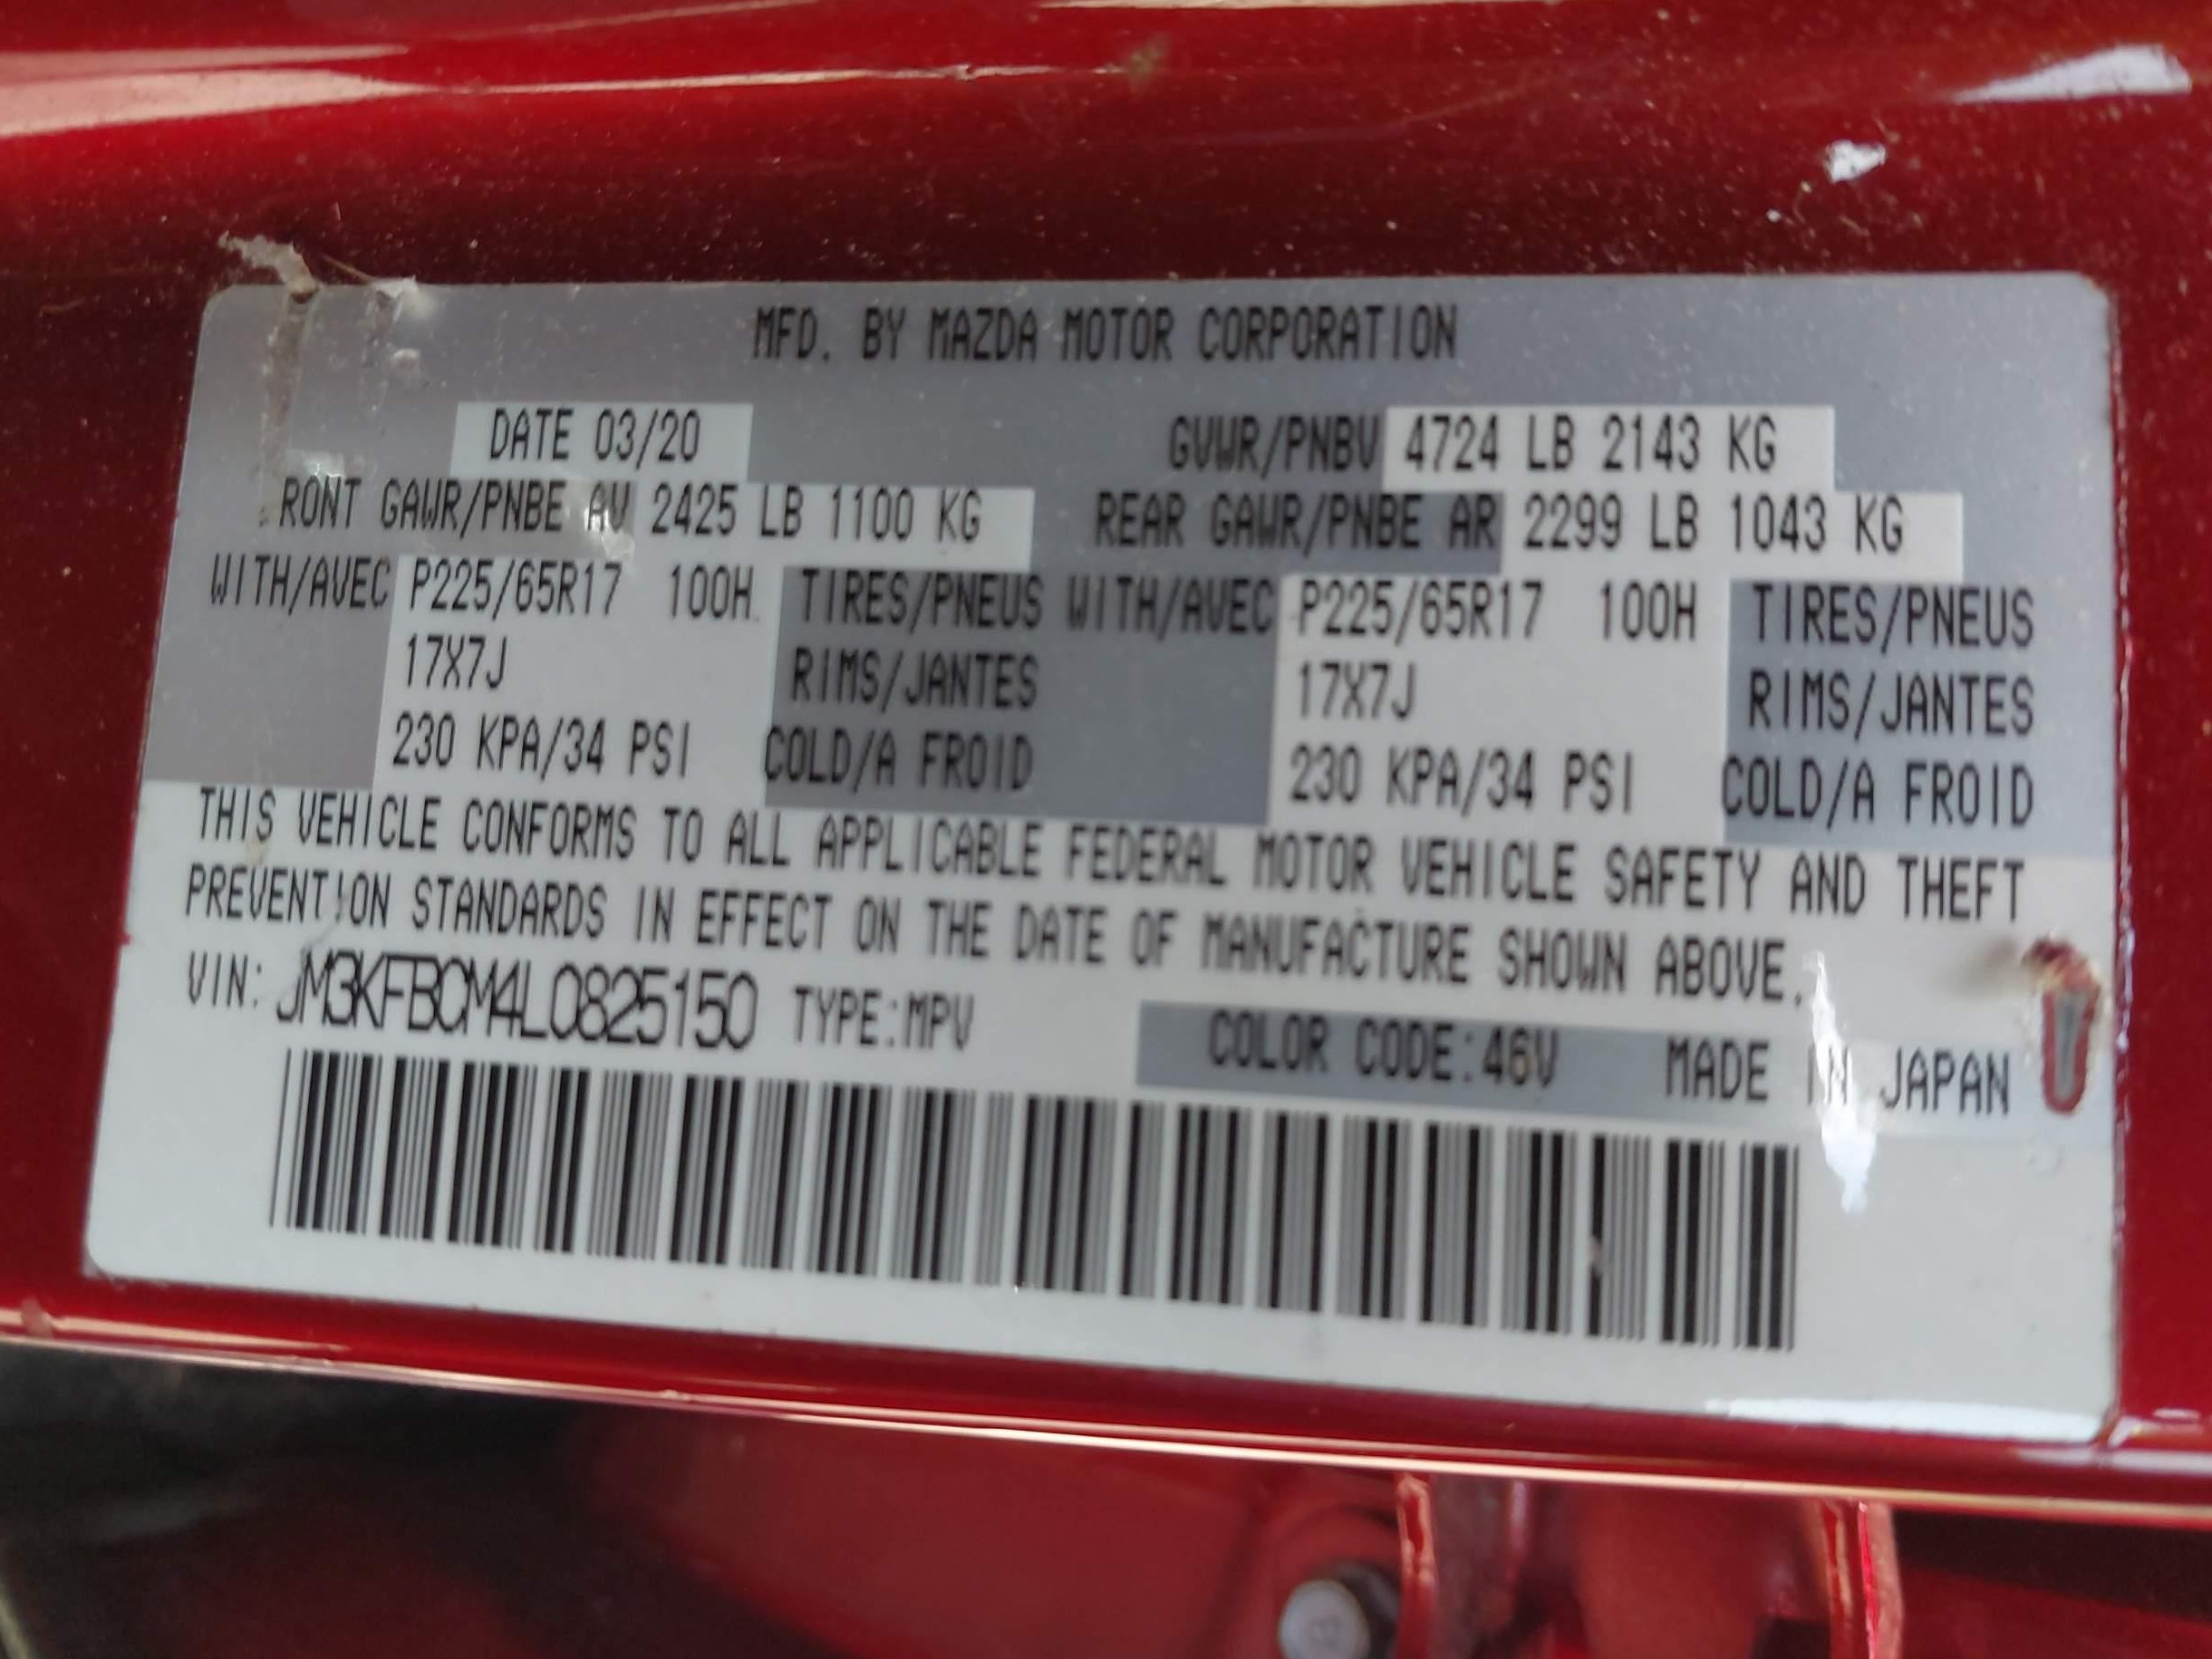 MFD. BY MAZDA MOTOR CORPORATION
DATE 03/20 GVWR/PNBV 4724 LB 2143 KG
RONT GAWR/PNBE AV 2425 LB 1100 KG REAR GAWR/PNBE AR 2299 LB 1043 KG
WITH/AVEC P225/65R17 100H TIRES/PNEUS WITH/AVEC P225/65R17 100H TIRES/PNEUS
17X7J RIMS/JANTES 17X7J RIMS/JANTES
230 KPA/34 PSI COLD/A FROID 230 KPA/34 PSI COLD/A FROID
THIS VEHICLE CONFORMS TO ALL APPLICABLE FEDERAL MOTOR VEHICLE SAFETY AND THEFT
PREVENTION STANDARDS IN EFFECT ON THE DATE OF MANUFACTURE SHOWN ABOVE.
VIN: JM3KFBCM4L0825150 TYPE:MPV COLOR CODE:46V MADE IN JAPAN